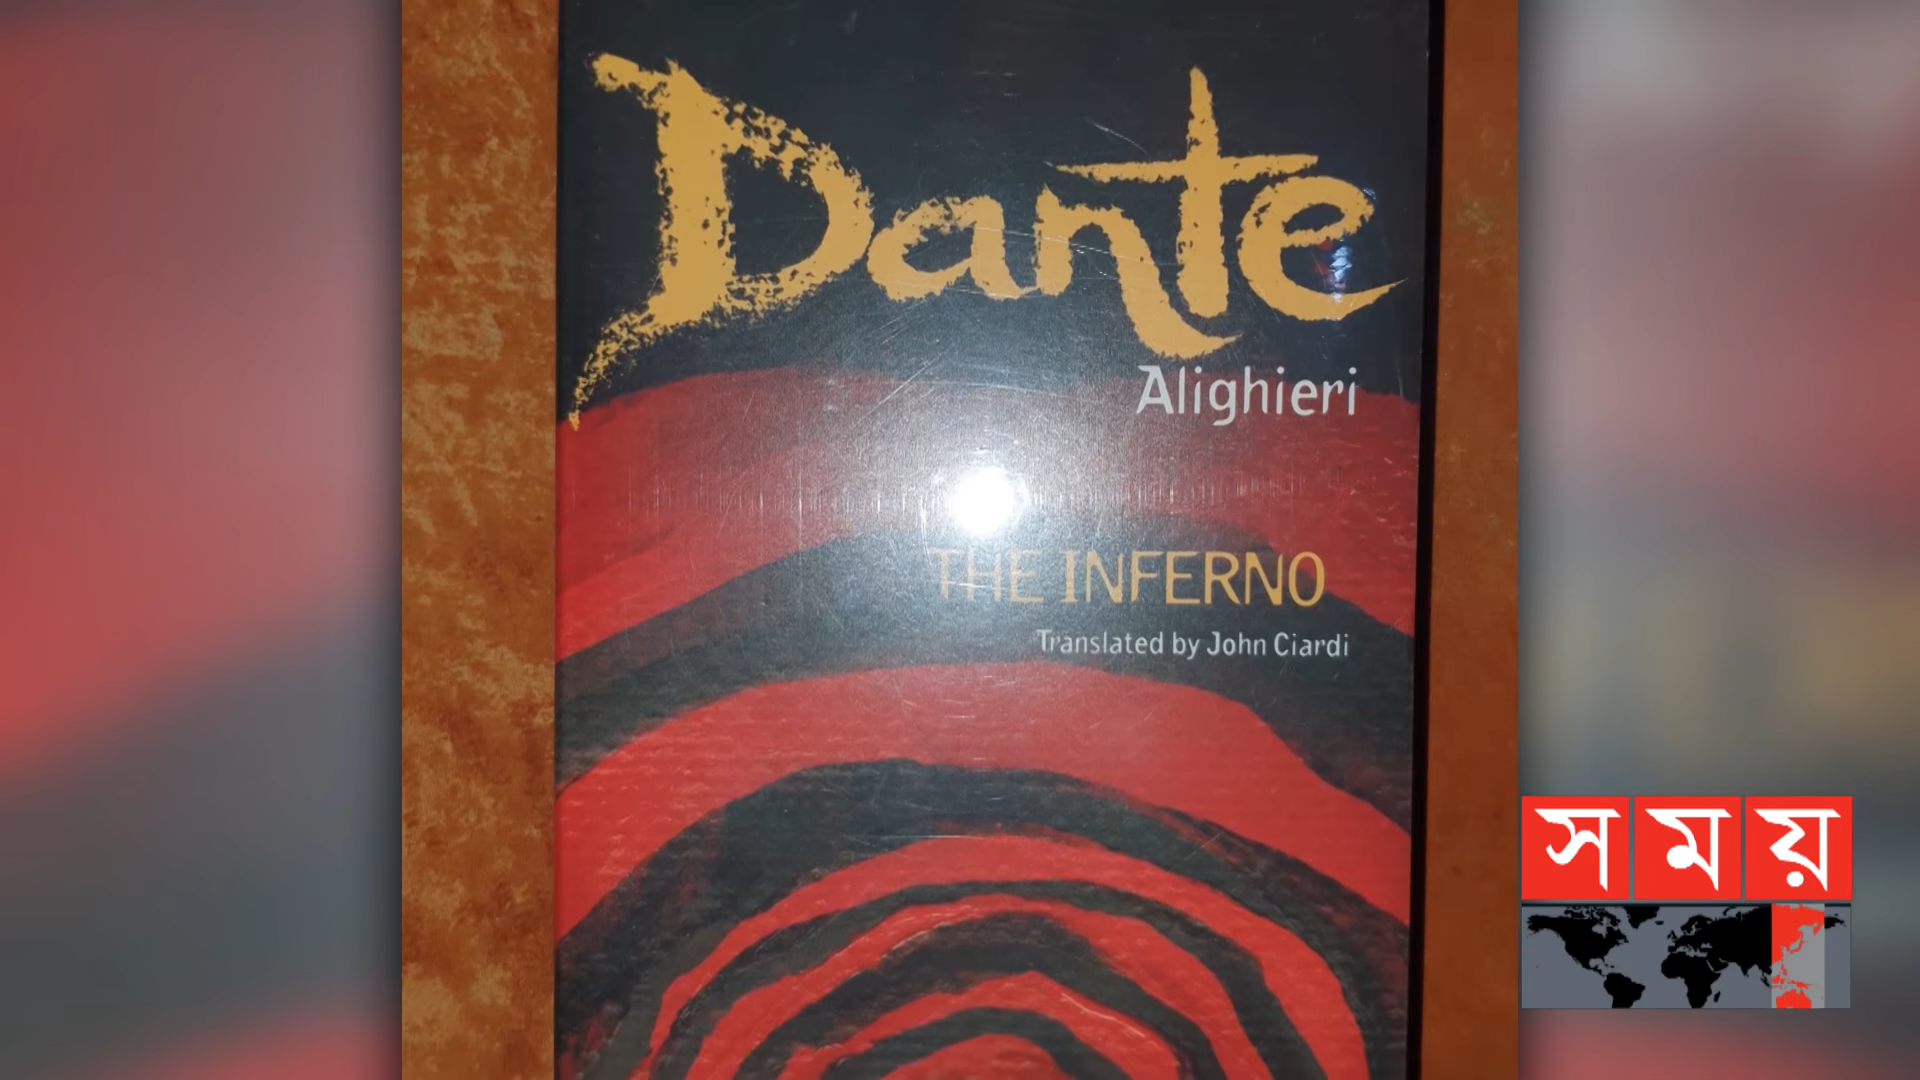 Dante
Alighieri
THE INFERNO
Translated by John Ciardi
সময়